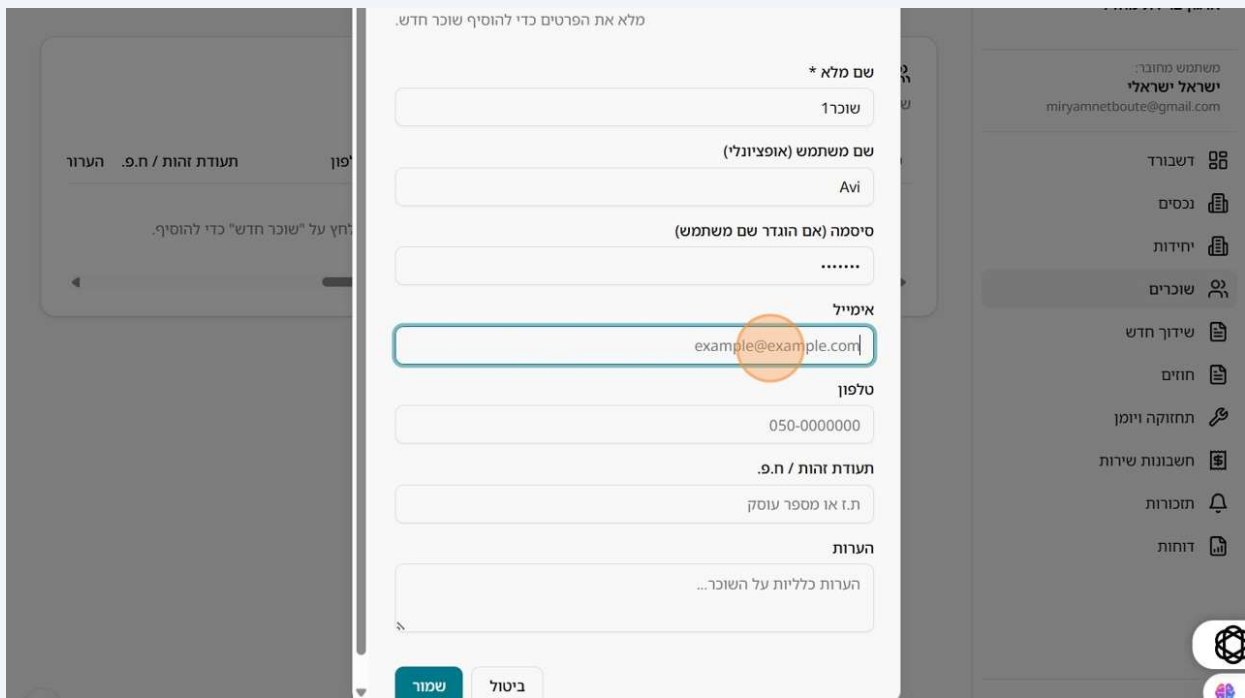 מלא את הפרטים כדי להוסיף שוכר חדש.
שם מלא *
שוכר1
שם משתמש (אופציונלי)
Avi
סיסמה (אם הוגדר שם משתמש)
•••••••
אימייל
example@example.com
טלפון
050-0000000
תעודת זהות / ח.פ.
ת.ז או מספר עוסק
הערות
הערות כלליות על השוכר...
ביטול
שמור
משתמש מחובר:
ישראל ישראלי
miryamnetboute@gmail.com
דשבורד
נכסים
יחידות
שוכרים
שידוך חדש
חוזים
תחזוקה ויומן
חשבונות שירות
תזכורות
דוחות
תעודת זהות / ח.פ.
על "שוכר חדש" כדי להוסיף.